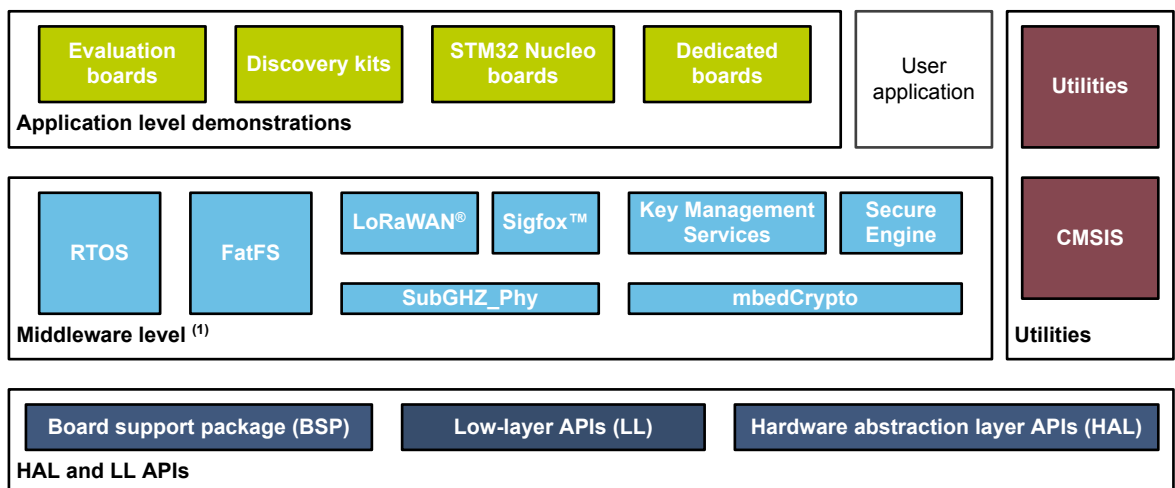 Evaluation
boards
Discovery kits
STM32 Nucleo
boards
Dedicated
boards
Application level demonstrations
User
application
Utilities
RTOS
FatFS
LoRaWAN®
Sigfox™
Key Management
Services
Secure
Engine
SubGHZ_Phy
mbedCrypto
Middleware level (1)
CMSIS
Utilities
Board support package (BSP)
Low-layer APIs (LL)
Hardware abstraction layer APIs (HAL)
HAL and LL APIs